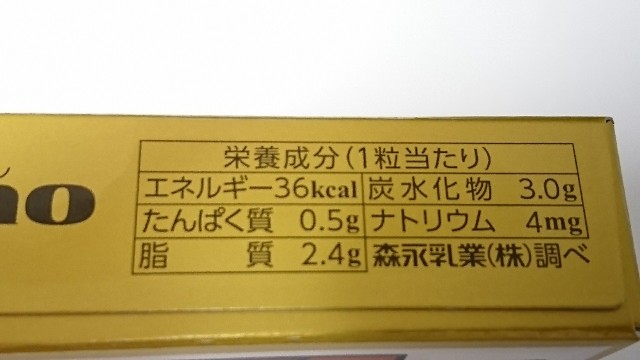 栄養成分(1粒当たり)
エネルギー36kcal 炭水化物 3.0g
たんぱく質 0.5g ナトリウム 4mg
脂質 2.4g 森永乳業(株)調べ
no